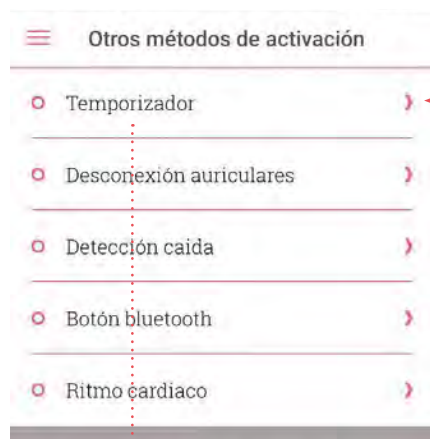 Otros métodos de activación
Temporizador
Desconexión auriculares
Detección caida
Botón bluetooth
Ritmo cardiaco